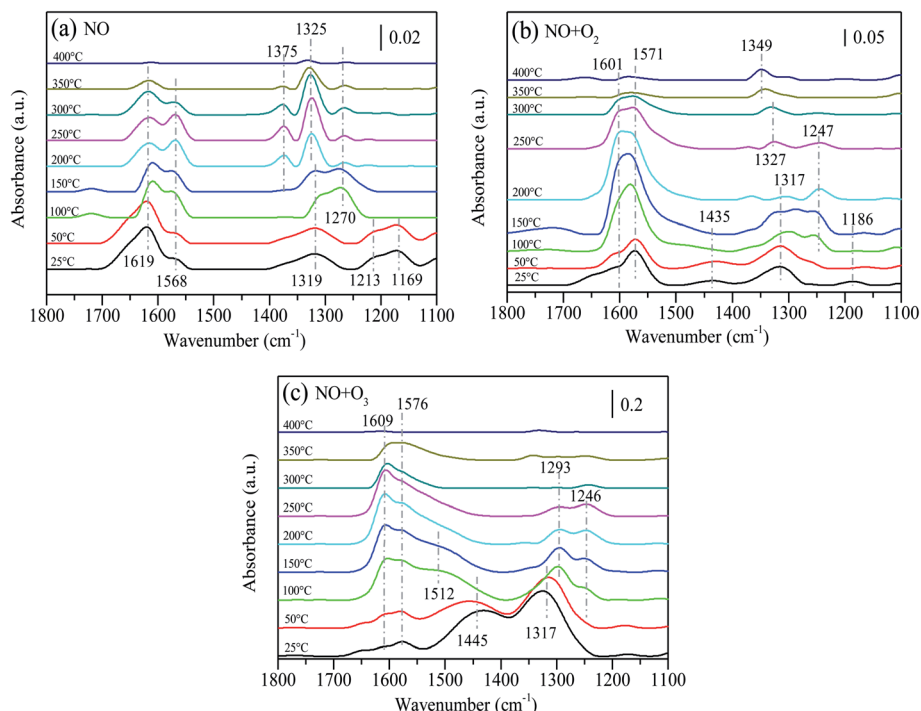 (a) NO
1325
1375
0.02
400°C
350°C
300°C
250°C
200°C
150°C
100°C
50°C
25°C
1270
1619
1568
1319
1213
1169
Absorbance (a.u.)
1800 1700 1600 1500 1400 1300 1200 1100
Wavenumber (cm⁻¹)
(b) NO+O₂
1601
1571
1349
0.05
400°C
350°C
300°C
250°C
200°C
150°C
100°C
50°C
25°C
1247
1327
1317
1435
1186
Absorbance (a.u.)
1800 1700 1600 1500 1400 1300 1200 1100
Wavenumber (cm⁻¹)
(c) NO+O₃
1609
1576
0.2
400°C
350°C
300°C
250°C
200°C
150°C
100°C
50°C
25°C
1293
1246
1512
1445
1317
Absorbance (a.u.)
1800 1700 1600 1500 1400 1300 1200 1100
Wavenumber (cm⁻¹)